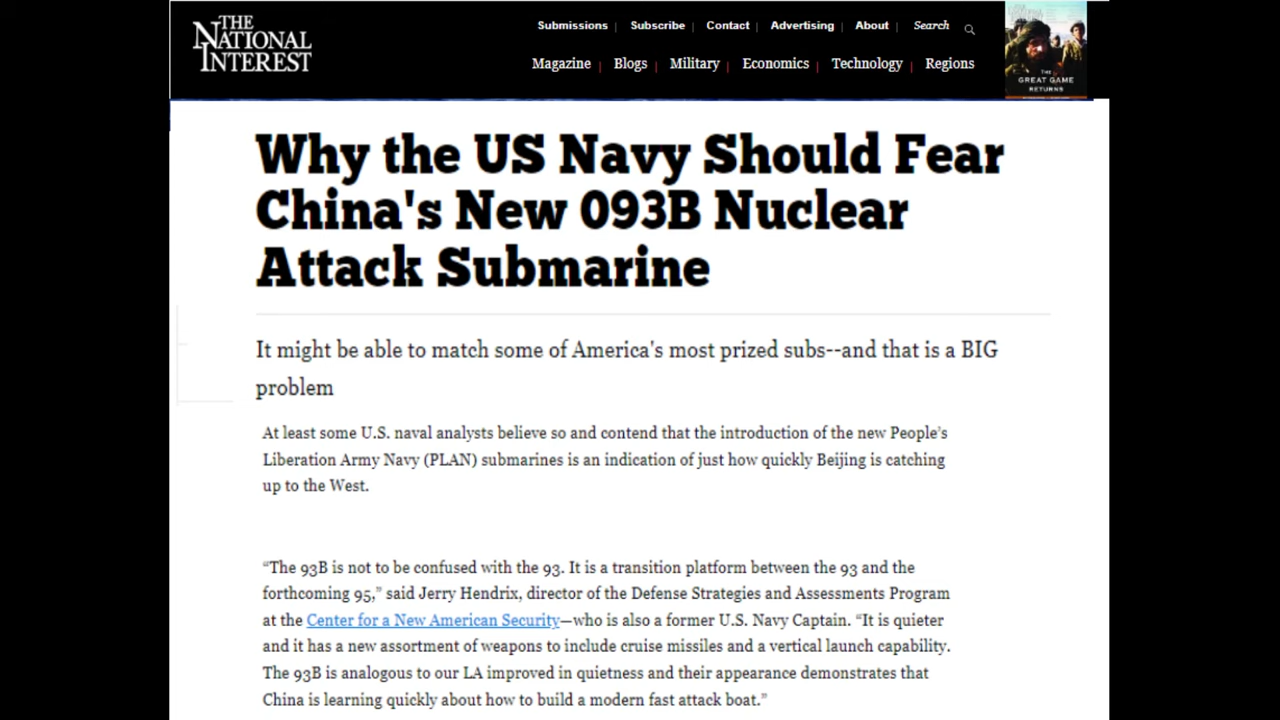 THE
NATIONAL
INTEREST
Submissions | Subscribe | Contact | Advertising | About | Search
Magazine | Blogs | Military | Economics | Technology | Regions
THE
GREAT GAME
RETURNS
Why the US Navy Should Fear
China's New 093B Nuclear
Attack Submarine
It might be able to match some of America's most prized subs--and that is a BIG
problem
At least some U.S. naval analysts believe so and contend that the introduction of the new People’s
Liberation Army Navy (PLAN) submarines is an indication of just how quickly Beijing is catching
up to the West.
“The 93B is not to be confused with the 93. It is a transition platform between the 93 and the
forthcoming 95,” said Jerry Hendrix, director of the Defense Strategies and Assessments Program
at the Center for a New American Security—who is also a former U.S. Navy Captain. “It is quieter
and it has a new assortment of weapons to include cruise missiles and a vertical launch capability.
The 93B is analogous to our LA improved in quietness and their appearance demonstrates that
China is learning quickly about how to build a modern fast attack boat.”